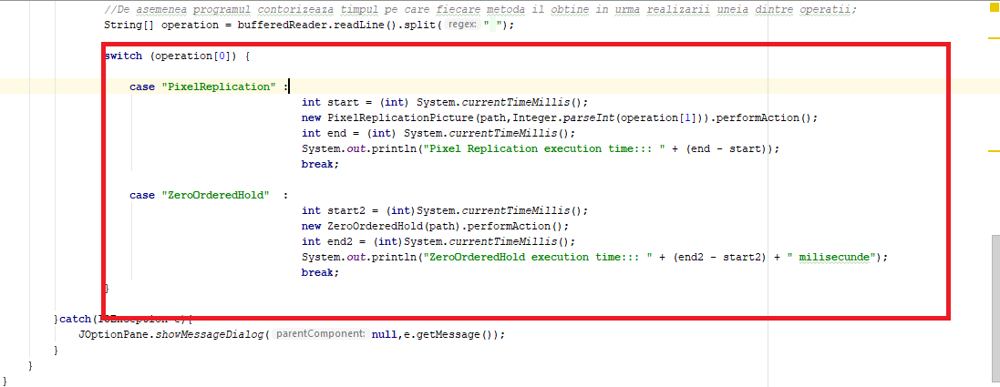 //De asemenea programul contorizeaza timpul pe care fiecare metoda il obtine in urma realizarii uneia dintre operatii;
String[] operation = bufferedReader.readLine().split( regex: " ");
switch (operation[0]) {
case "PixelReplication" :
int start = (int) System.currentTimeMillis();
new PixelReplicationPicture(path,Integer.parseInt(operation[1])).performAction();
int end = (int) System.currentTimeMillis();
System.out.println("Pixel Replication execution time::: " + (end - start));
break;
case "ZeroOrderedHold" :
int start2 = (int)System.currentTimeMillis();
new ZeroOrderedHold(path).performAction();
int end2 = (int)System.currentTimeMillis();
System.out.println("ZeroOrderedHold execution time::: " + (end2 - start2) + " milisecunde");
break;
}
}catch(IOException e){
JOptionPane.showMessageDialog( parentComponent: null,e.getMessage());
}
}
}